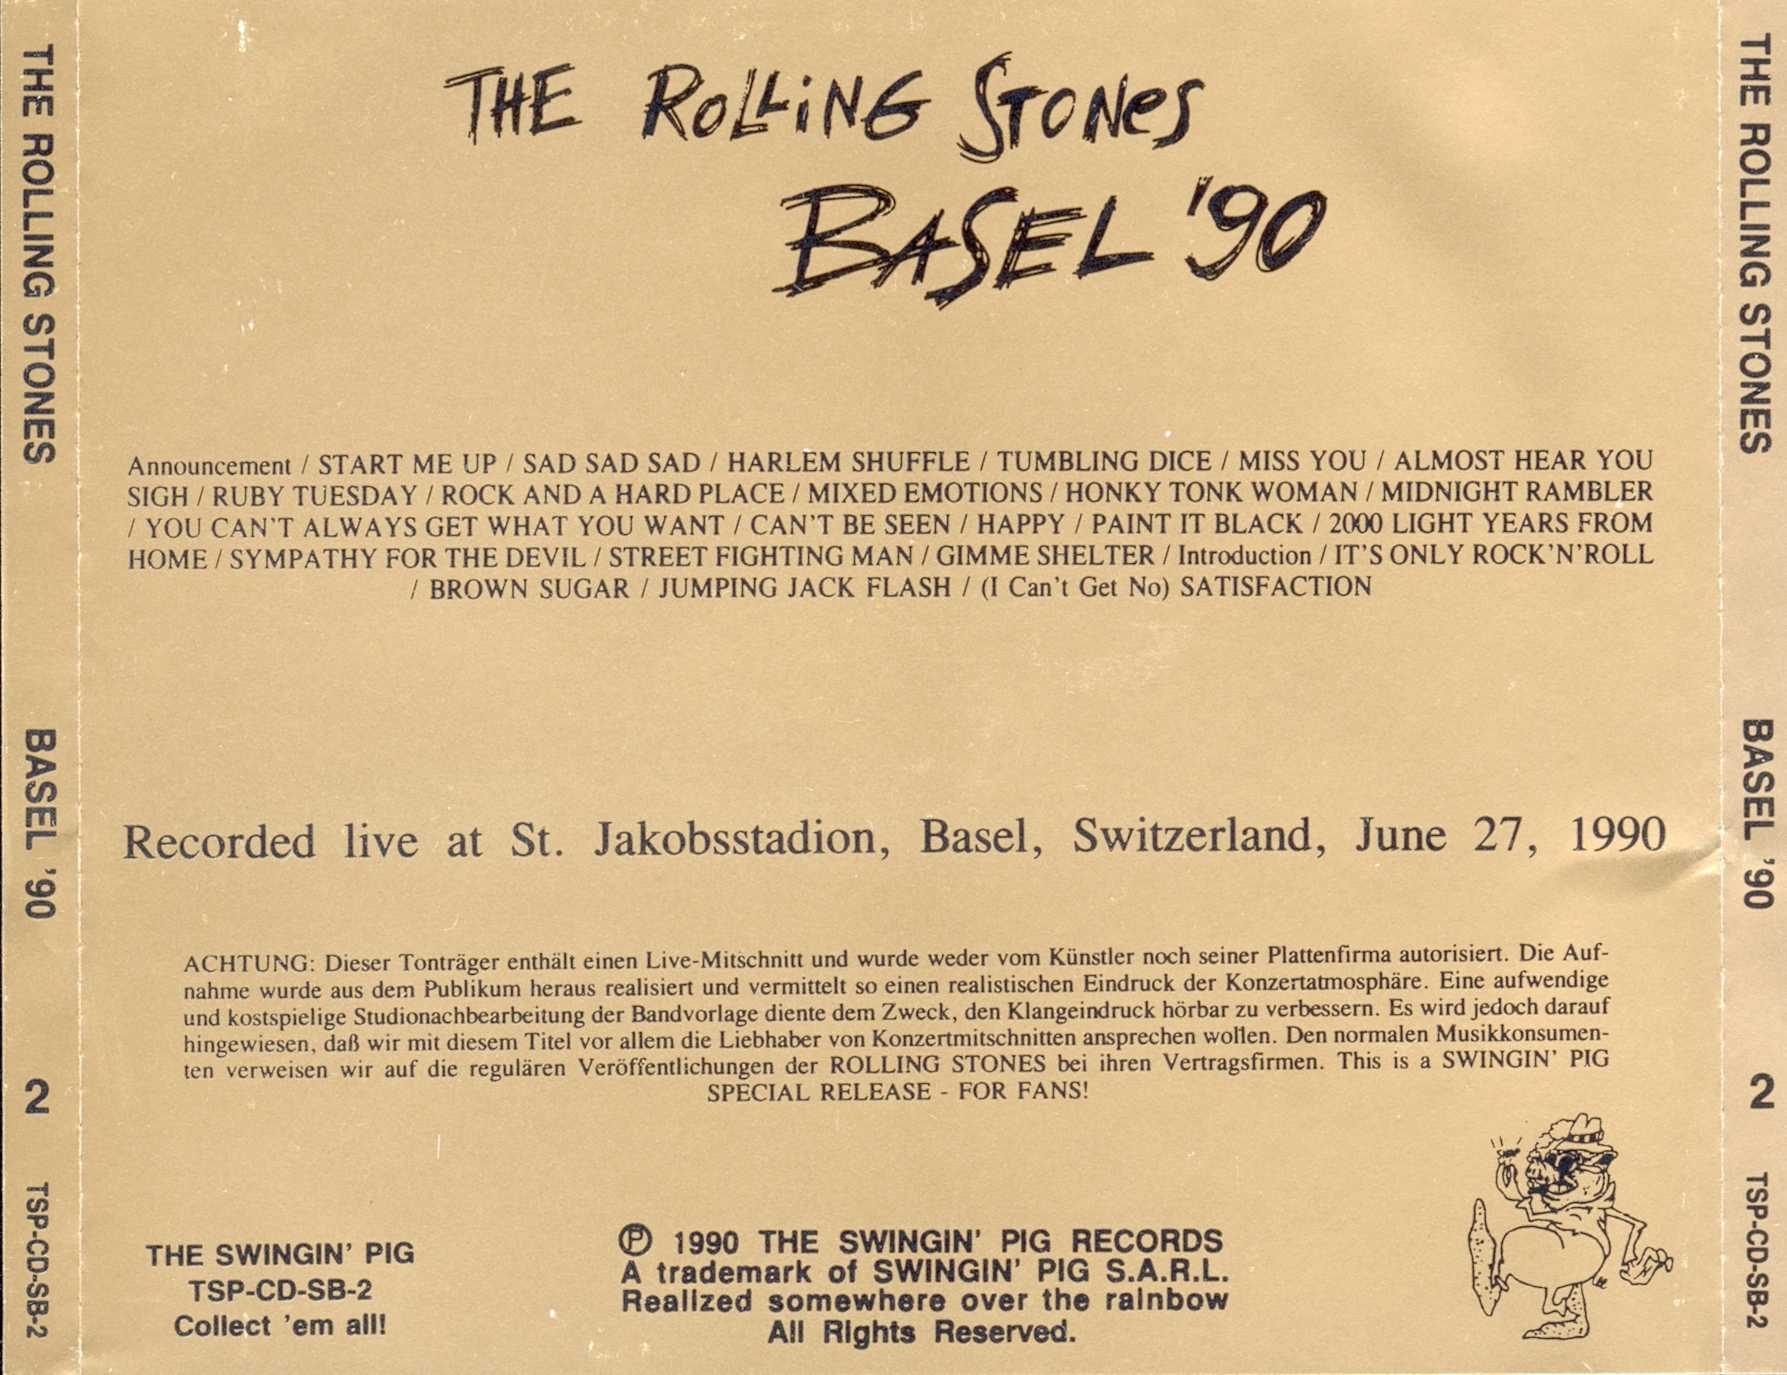 THE ROLLiNG STONeS
BASEL '90
Announcement / START ME UP / SAD SAD SAD / HARLEM SHUFFLE / TUMBLING DICE / MISS YOU / ALMOST HEAR YOU
SIGH / RUBY TUESDAY / ROCK AND A HARD PLACE / MIXED EMOTIONS / HONKY TONK WOMAN / MIDNIGHT RAMBLER
/ YOU CAN'T ALWAYS GET WHAT YOU WANT / CAN'T BE SEEN / HAPPY / PAINT IT BLACK / 2000 LIGHT YEARS FROM
HOME / SYMPATHY FOR THE DEVIL / STREET FIGHTING MAN / GIMME SHELTER / Introduction / IT'S ONLY ROCK'N'ROLL
/ BROWN SUGAR / JUMPING JACK FLASH / (I Can't Get No) SATISFACTION
Recorded live at St. Jakobsstadion, Basel, Switzerland, June 27, 1990
ACHTUNG: Dieser Tonträger enthält einen Live-Mitschnitt und wurde weder vom Künstler noch seiner Plattenfirma autorisiert. Die Auf-
nahme wurde aus dem Publikum heraus realisiert und vermittelt so einen realistischen Eindruck der Konzertatmosphäre. Eine aufwendige
und kostspielige Studionachbearbeitung der Bandvorlage diente dem Zweck, den Klangeindruck hörbar zu verbessern. Es wird jedoch darauf
hingewiesen, daß wir mit diesem Titel vor allem die Liebhaber von Konzertmitschnitten ansprechen wollen. Den normalen Musikkonsumen-
ten verweisen wir auf die regulären Veröffentlichungen der ROLLING STONES bei ihren Vertragsfirmen. This is a SWINGIN' PIG
SPECIAL RELEASE - FOR FANS!
THE SWINGIN' PIG
TSP-CD-SB-2
Collect 'em all!
Ⓟ 1990 THE SWINGIN' PIG RECORDS
A trademark of SWINGIN' PIG S.A.R.L.
Realized somewhere over the rainbow
All Rights Reserved.
THE ROLLING STONES BASEL '90 2 TSP-CD-SB-2
THE ROLLING STONES BASEL '90 2 TSP-CD-SB-2